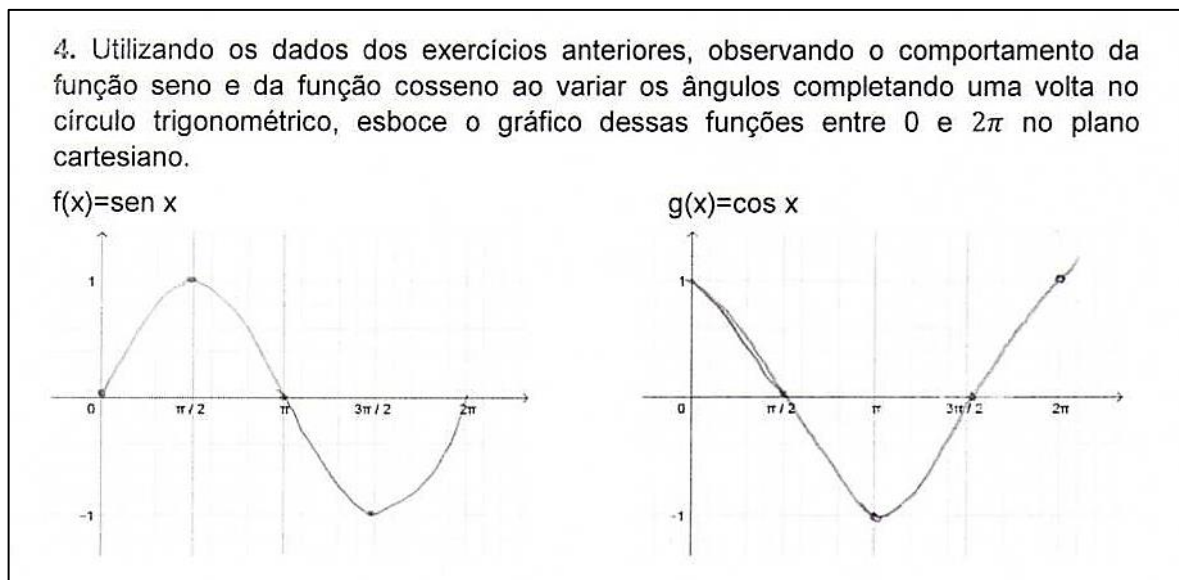 4. Utilizando os dados dos exercícios anteriores, observando o comportamento da
função seno e da função cosseno ao variar os ângulos completando uma volta no
círculo trigonométrico, esboce o gráfico dessas funções entre 0 e 2π no plano
cartesiano.
f(x)=sen x
g(x)=cos x
1
0
π / 2
π
3π / 2
2π
-1
1
0
π / 2
π
3π / 2
2π
-1